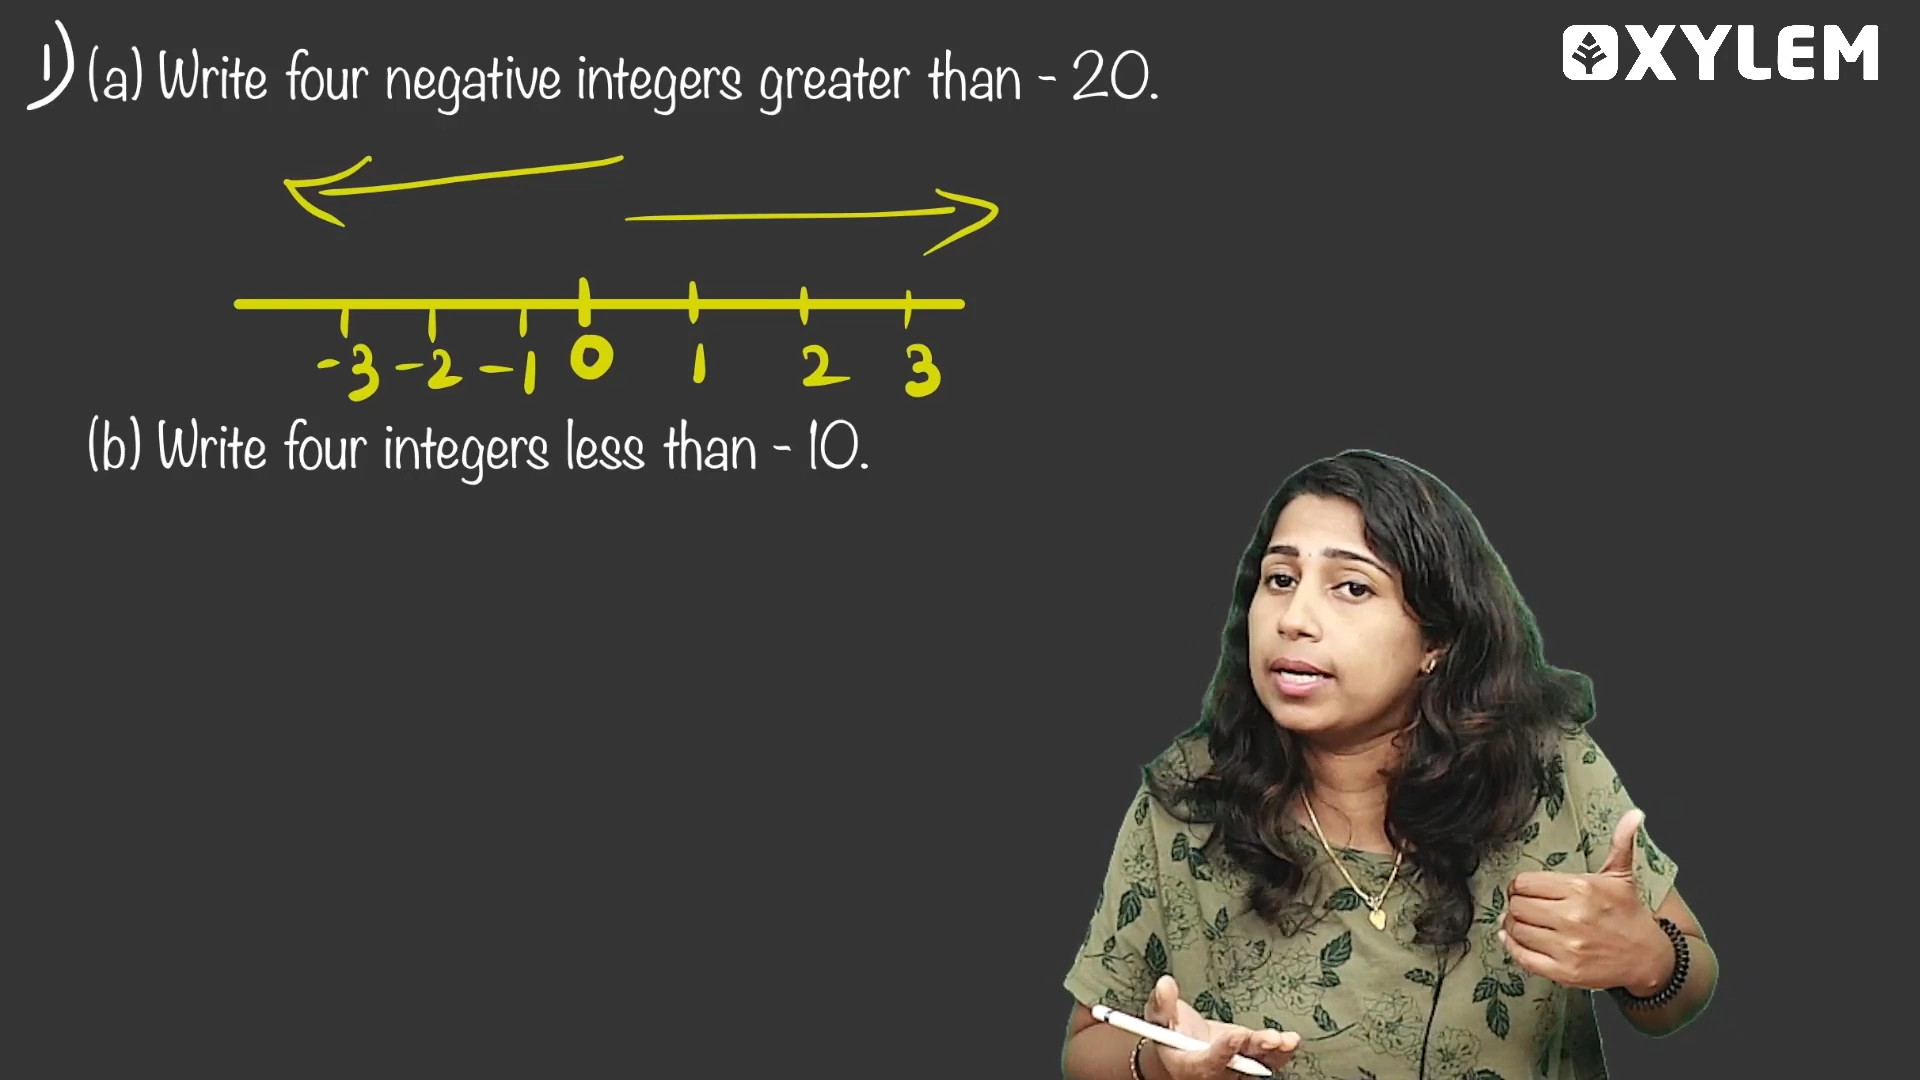 1) (a) Write four negative integers greater than - 20.
XYLEM
-3 -2 -1 0 1 2 3
(b) Write four integers less than - 10.